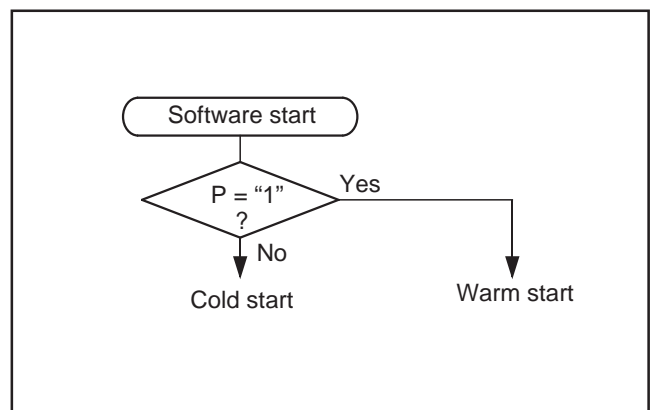 Software start
P = “1”
?
Yes
No
Cold start
Warm start